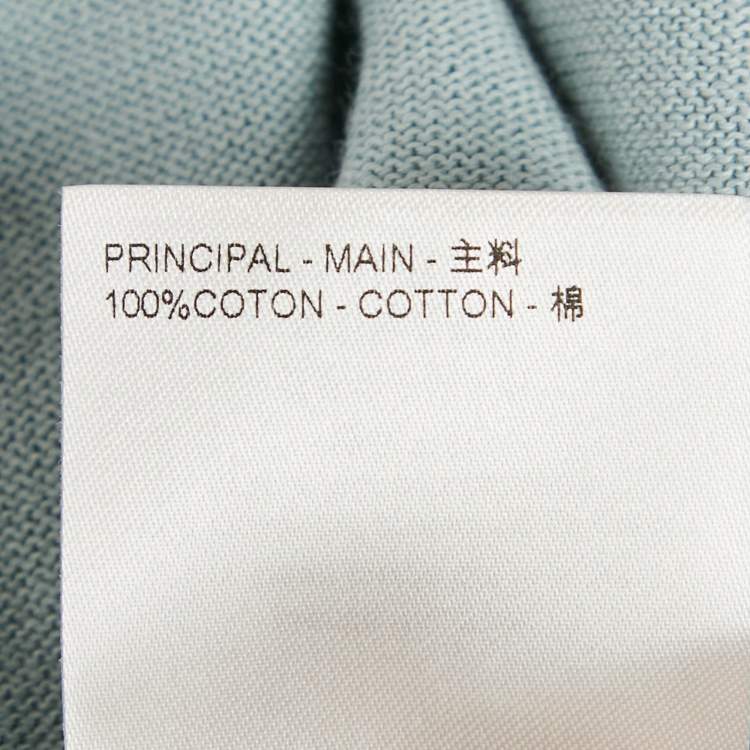 PRINCIPAL - MAIN - 主料
100%COTON - COTTON - 棉